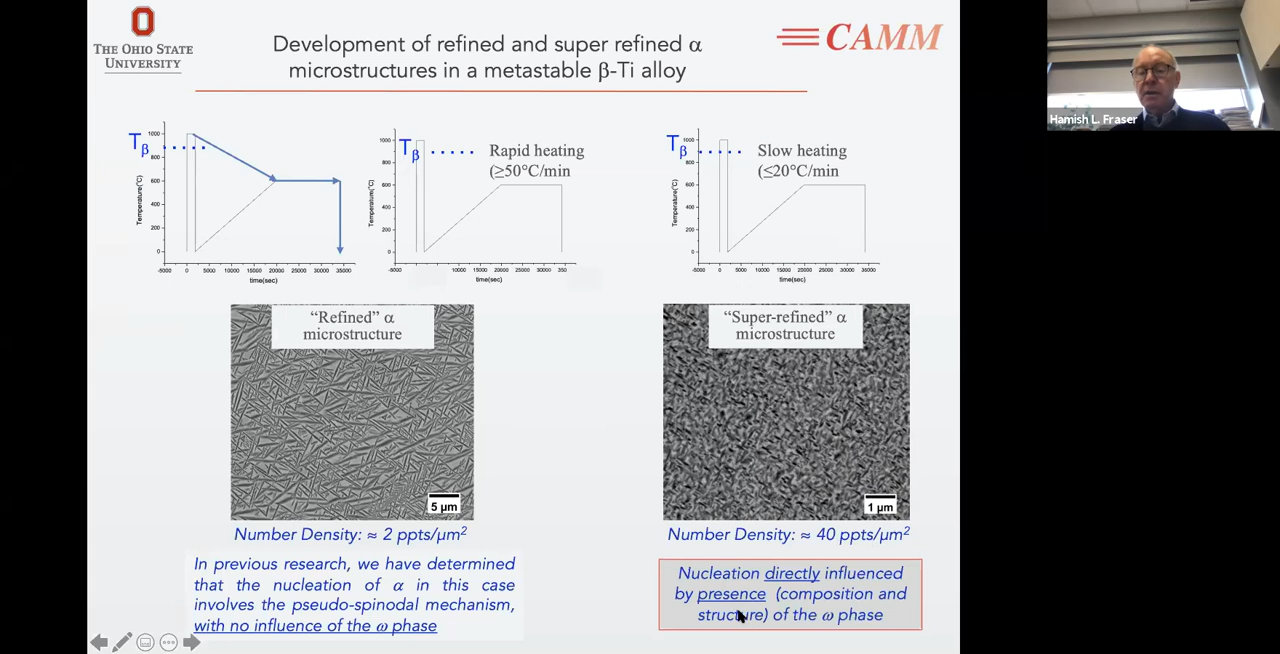 THE OHIO STATE
UNIVERSITY
Development of refined and super refined α
microstructures in a metastable β-Ti alloy
CAMM
Hamish L. Fraser
Tβ
1000
800
600
400
200
0
Temperature(°C)
-5000 0 5000 10000 15000 20000 25000 30000 35000
time(sec)
Tβ
Rapid heating
(≥50°C/min
1000
800
600
400
200
0
Temperature(°C)
-5000 0 5000 10000 15000 20000 25000 30000 350
time(sec)
Tβ
Slow heating
(≤20°C/min
1000
800
600
400
200
0
Temperature(°C)
-5000 0 5000 10000 15000 20000 25000 30000 35000
time(sec)
“Refined” α
microstructure
5 μm
“Super-refined” α
microstructure
1 μm
Number Density: ≈ 2 ppts/μm²
Number Density: ≈ 40 ppts/μm²
In previous research, we have determined
that the nucleation of α in this case
involves the pseudo-spinodal mechanism,
with no influence of the ω phase
Nucleation directly influenced
by presence (composition and
structure) of the ω phase